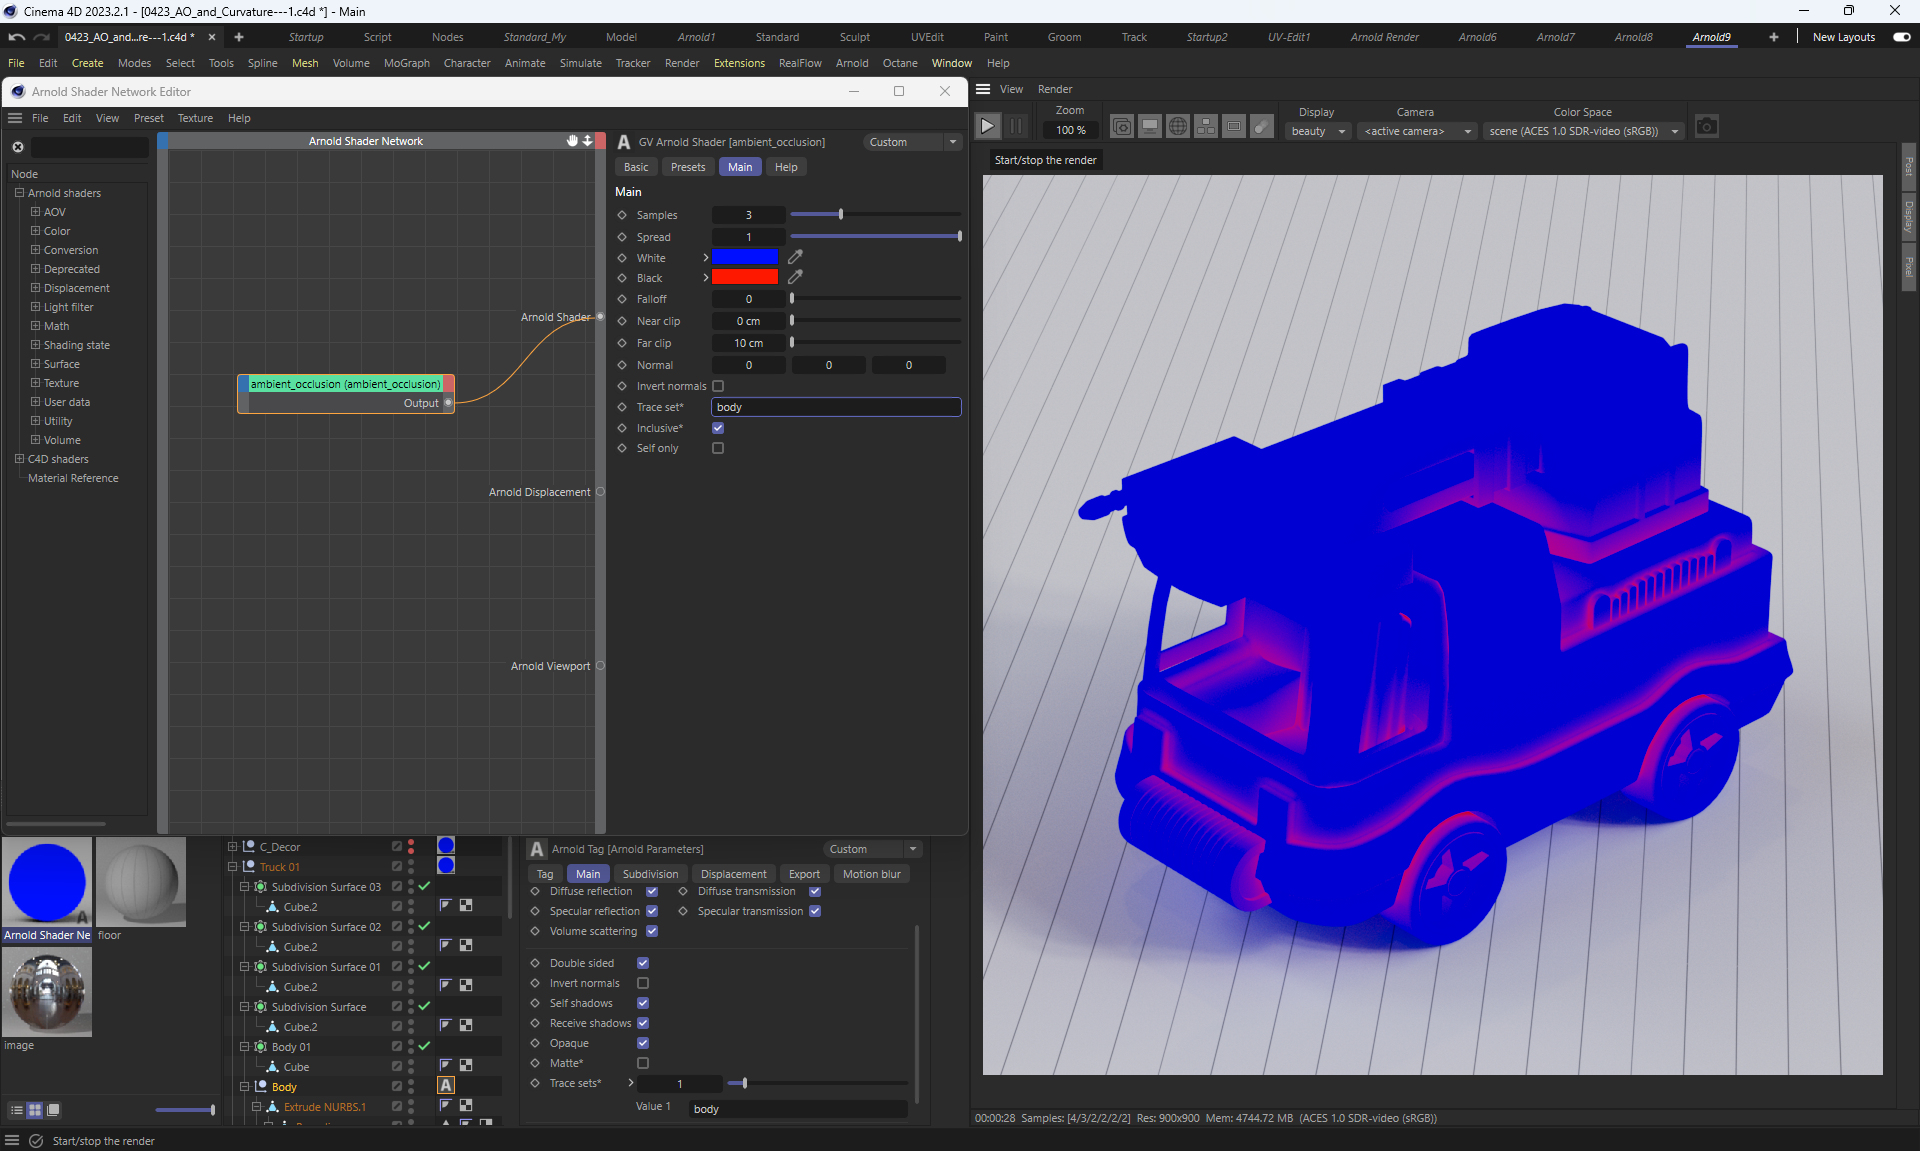 Cinema 4D 2023.2.1 - [0423_AO_and_Curvature---1.c4d *] - Main
0423_AO_and...re---1.c4d *
Startup
Script
Nodes
Standard_My
Model
Arnold1
Standard
Sculpt
UVEdit
Paint
Groom
Track
Startup2
UV-Edit1
Arnold Render
Arnold6
Arnold7
Arnold8
Arnold9
New Layouts
File Edit Create Modes Select Tools Spline Mesh Volume MoGraph Character Animate Simulate Tracker Render Extensions RealFlow Arnold Octane Window Help
Arnold Shader Network Editor
File Edit View Preset Texture Help
Node
Arnold shaders
AOV
Color
Conversion
Deprecated
Displacement
Light filter
Math
Shading state
Surface
Texture
User data
Utility
Volume
C4D shaders
Material Reference
Arnold Shader Network
Arnold Shader
ambient_occlusion (ambient_occlusion)
Output
Arnold Displacement
Arnold Viewport
A GV Arnold Shader [ambient_occlusion]
Custom
Basic Presets Main Help
Main
Samples 3
Spread 1
White
Black
Falloff 0
Near clip 0 cm
Far clip 10 cm
Normal 0 0 0
Invert normals
Trace set* body
Inclusive*
Self only
View Render
Zoom
100 %
Display
beauty
Camera
<active camera>
Color Space
scene (ACES 1.0 SDR-video (sRGB))
Start/stop the render
Post
Display
Pixel
00:00:28 Samples: [4/3/2/2/2/2] Res: 900x900 Mem: 4744.72 MB (ACES 1.0 SDR-video (sRGB))
A
Arnold Shader Ne
floor
image
C_Decor
Truck 01
Subdivision Surface 03
Cube.2
Subdivision Surface 02
Cube.2
Subdivision Surface 01
Cube.2
Subdivision Surface
Cube.2
Body 01
Cube
Body
A
Extrude NURBS.1
A Arnold Tag [Arnold Parameters]
Custom
Tag Main Subdivision Displacement Export Motion blur
Diffuse reflection Diffuse transmission
Specular reflection Specular transmission
Volume scattering
Double sided
Invert normals
Self shadows
Receive shadows
Opaque
Matte*
Trace sets* 1
Value 1 body
Start/stop the render